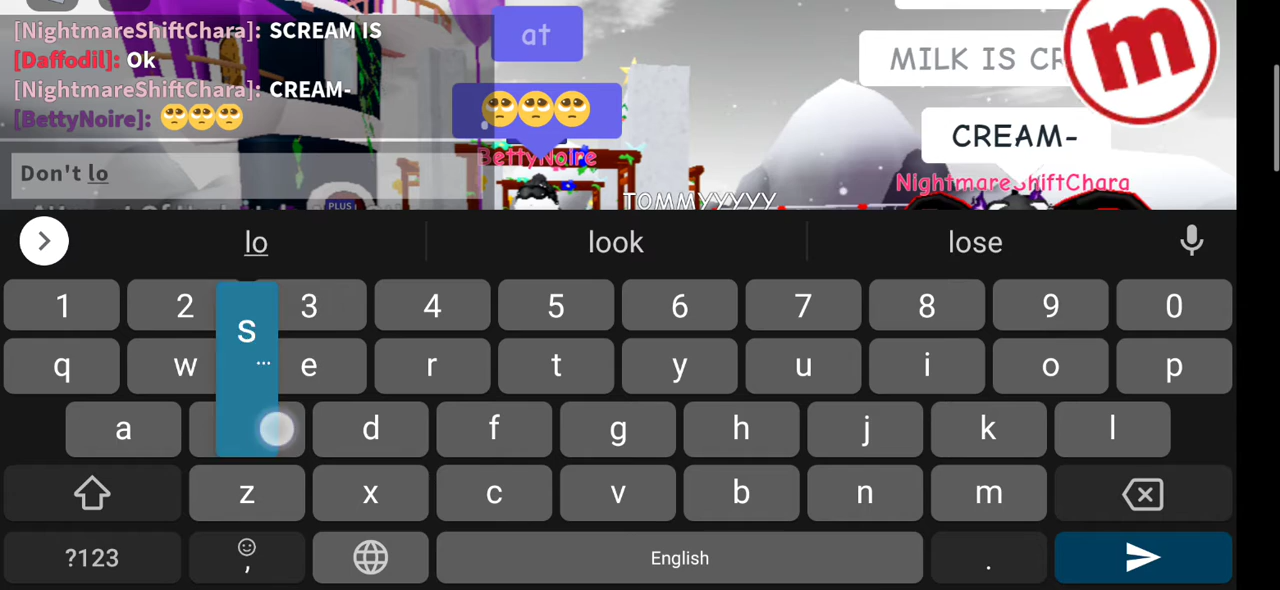 [NightmareShiftChara]: SCREAM IS
[Daffodil]: Ok
[NightmareShiftChara]: CREAM-
[BettyNoire]: 🥺🥺🥺
Don't lo
at
🥺🥺🥺
BettyNoire
MILK IS CR
m
CREAM-
NightmareShiftChara
TOMMYYYYY
PLUS
lo look lose
1 2 3 4 5 6 7 8 9 0
S
...
q w e r t y u i o p
a d f g h j k l
z x c v b n m
?123 , English .